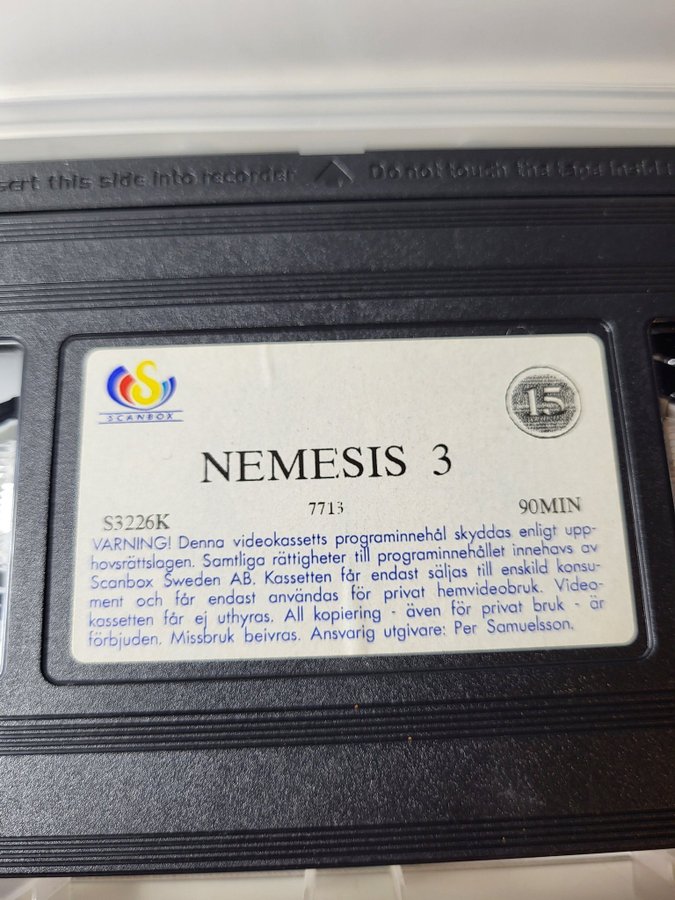 sert this side into recorder Do not touch the tape inside
SCANBOX
15
NEMESIS 3
S3226K 7713 90MIN
VARNING! Denna videokassetts programinnehål skyddas enligt upp-
hovsrättslagen. Samtliga rättigheter till programinnehållet innehavs av
Scanbox Sweden AB. Kassetten får endast säljas till enskild konsu-
ment och får endast användas för privat hemvideobruk. Video-
kassetten får ej uthyras. All kopiering - även för privat bruk - är
förbjuden. Missbruk beivras. Ansvarig utgivare: Per Samuelsson.